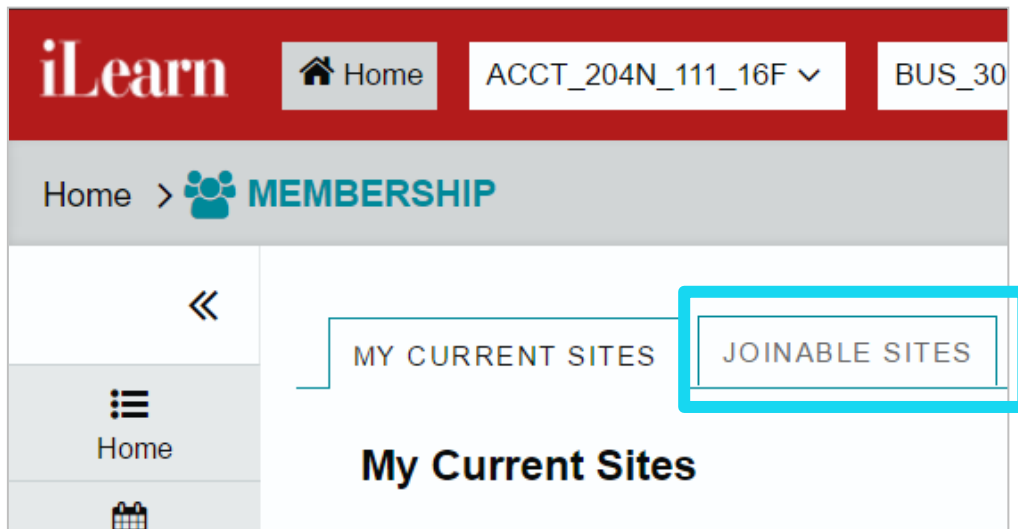 iLearn Home ACCT_204N_111_16F BUS_30
Home > MEMBERSHIP
MY CURRENT SITES JOINABLE SITES
Home
My Current Sites